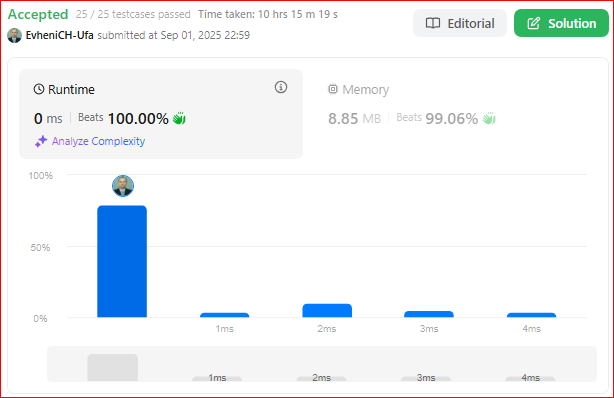 Accepted 25 / 25 testcases passed Time taken: 10 hrs 15 m 19 s
EvheniCH-Ufa submitted at Sep 01, 2025 22:59
Editorial
Solution
Runtime
0 ms | Beats 100.00%
Analyze Complexity
Memory
8.85 MB | Beats 99.06%
100%
50%
0%
1ms 2ms 3ms 4ms
1ms 2ms 3ms 4ms